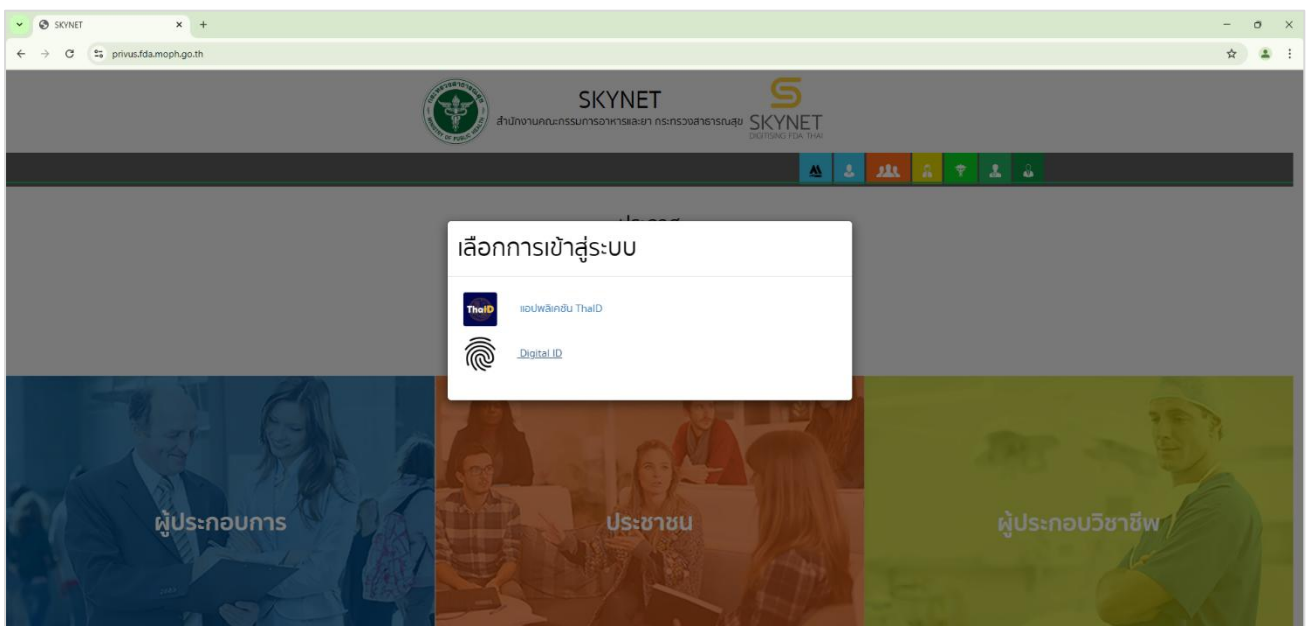 SKYNET
privus.fda.moph.go.th
SKYNET
สำนักงานคณะกรรมการอาหารและยา กระทรวงสาธารณสุข
SKYNET
DIGITISING FDA THAI
เลือกการเข้าสู่ระบบ
ThaID
แอปพลิเคชัน ThaID
Digital ID
ผู้ประกอบการ
ประชาชน
ผู้ประกอบวิชาชีพ